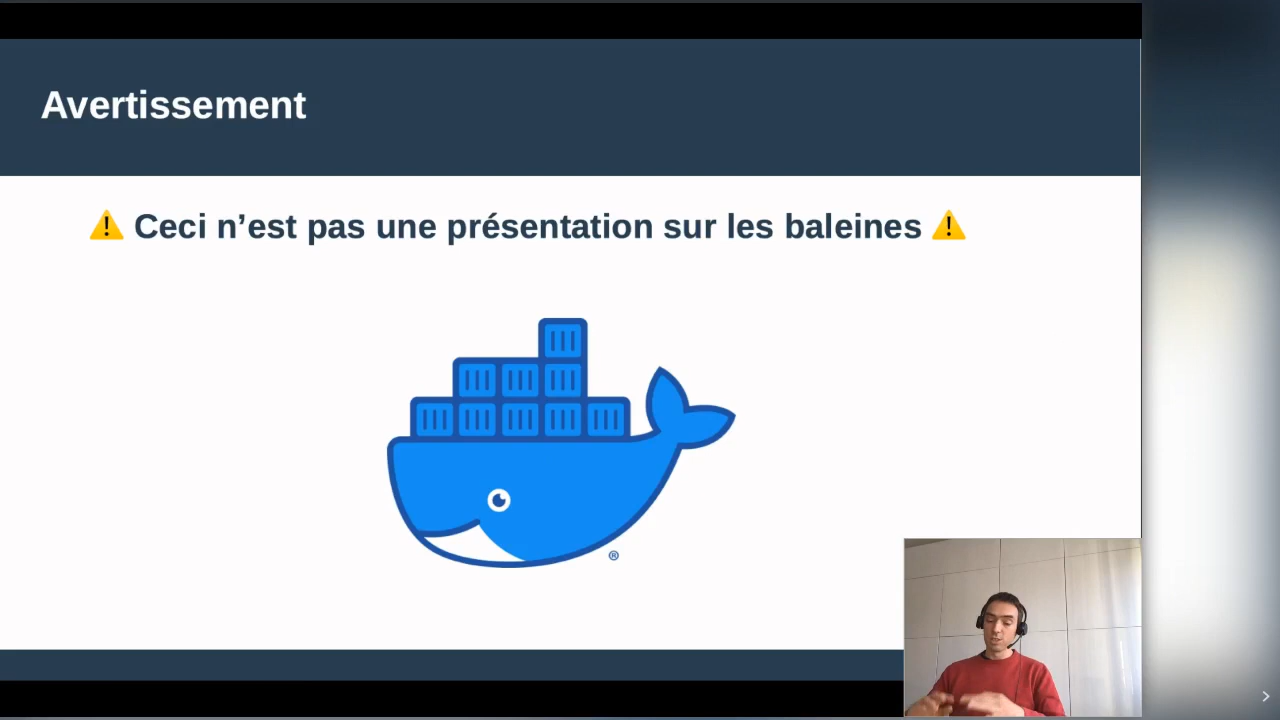 Avertissement
⚠ Ceci n’est pas une présentation sur les baleines ⚠
®